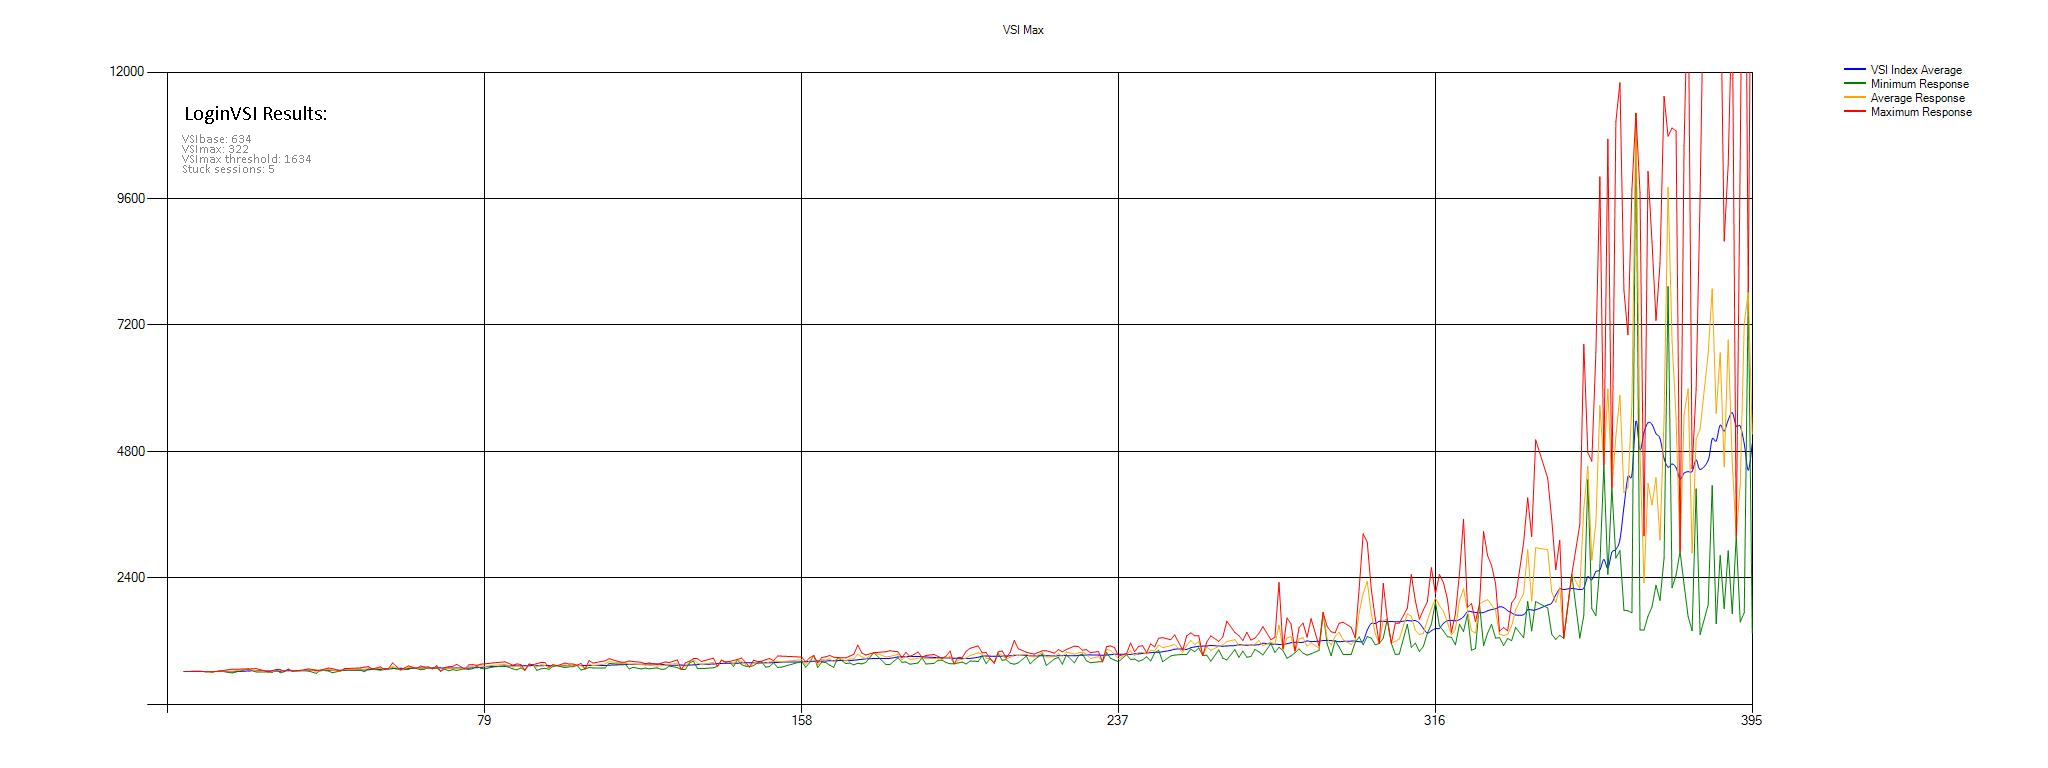 VSI Max
12000
9600
7200
4800
2400
LoginVSI Results:
VSIbase: 634
VSImax: 322
VSImax threshold: 1634
Stuck sessions: 5
79
158
237
316
395
VSI Index Average
Minimum Response
Average Response
Maximum Response